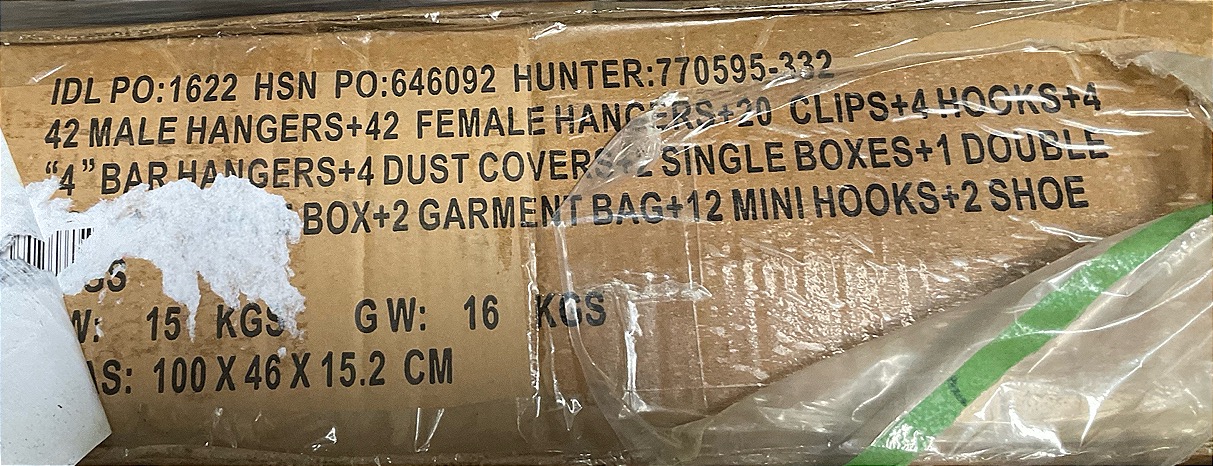 IDL PO:1622 HSN PO:646092 HUNTER:770595-332
42 MALE HANGERS+42 FEMALE HANGERS+20 CLIPS+4 HOOKS+4
“4” BAR HANGERS+4 DUST COVERS+2 SINGLE BOXES+1 DOUBLE
BOX+2 GARMENT BAG+12 MINI HOOKS+2 SHOE
15 KGS GW: 16 KGS
100 X 46 X 15.2 CM